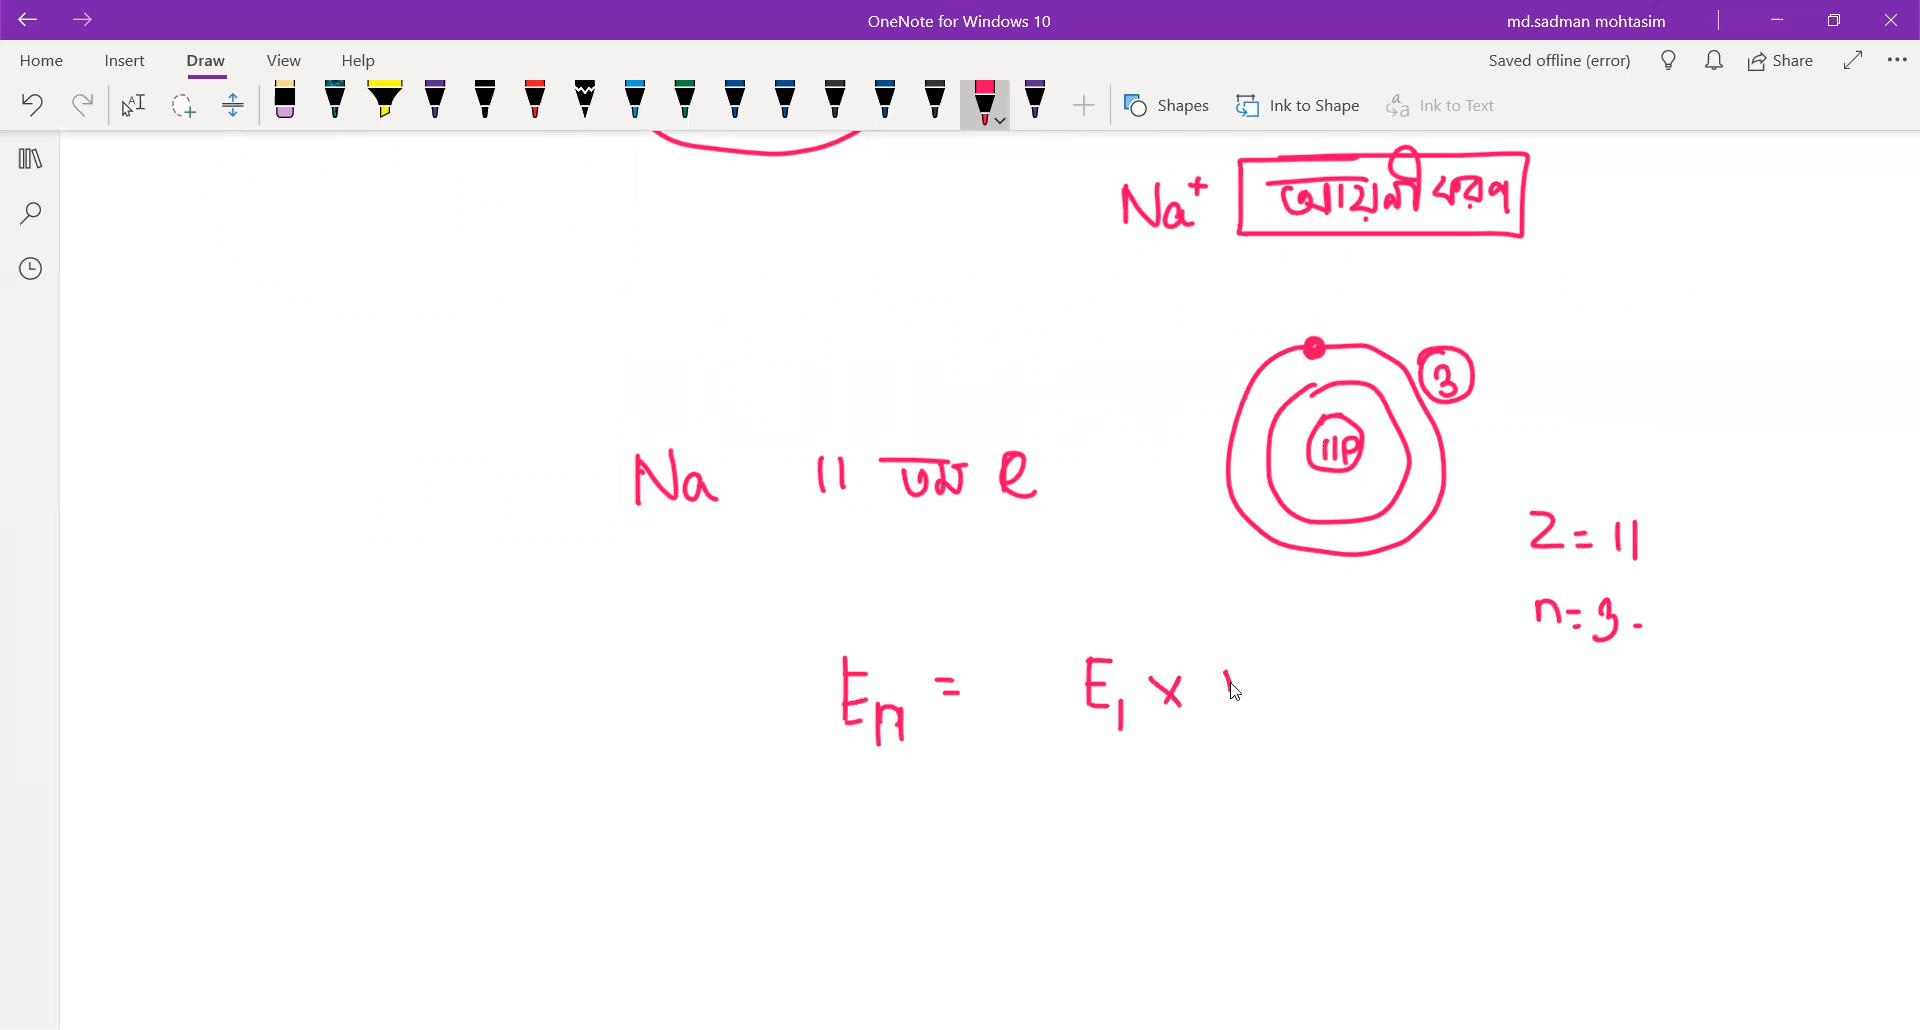 OneNote for Windows 10
md.sadman mohtasim
Home Insert Draw View Help
Saved offline (error) Share
Shapes Ink to Shape Ink to Text
Na⁺ আয়নীকরণ
3
11P
Na 11 তম e
Z = 11
n = 3
Eₙ = E₁ ×